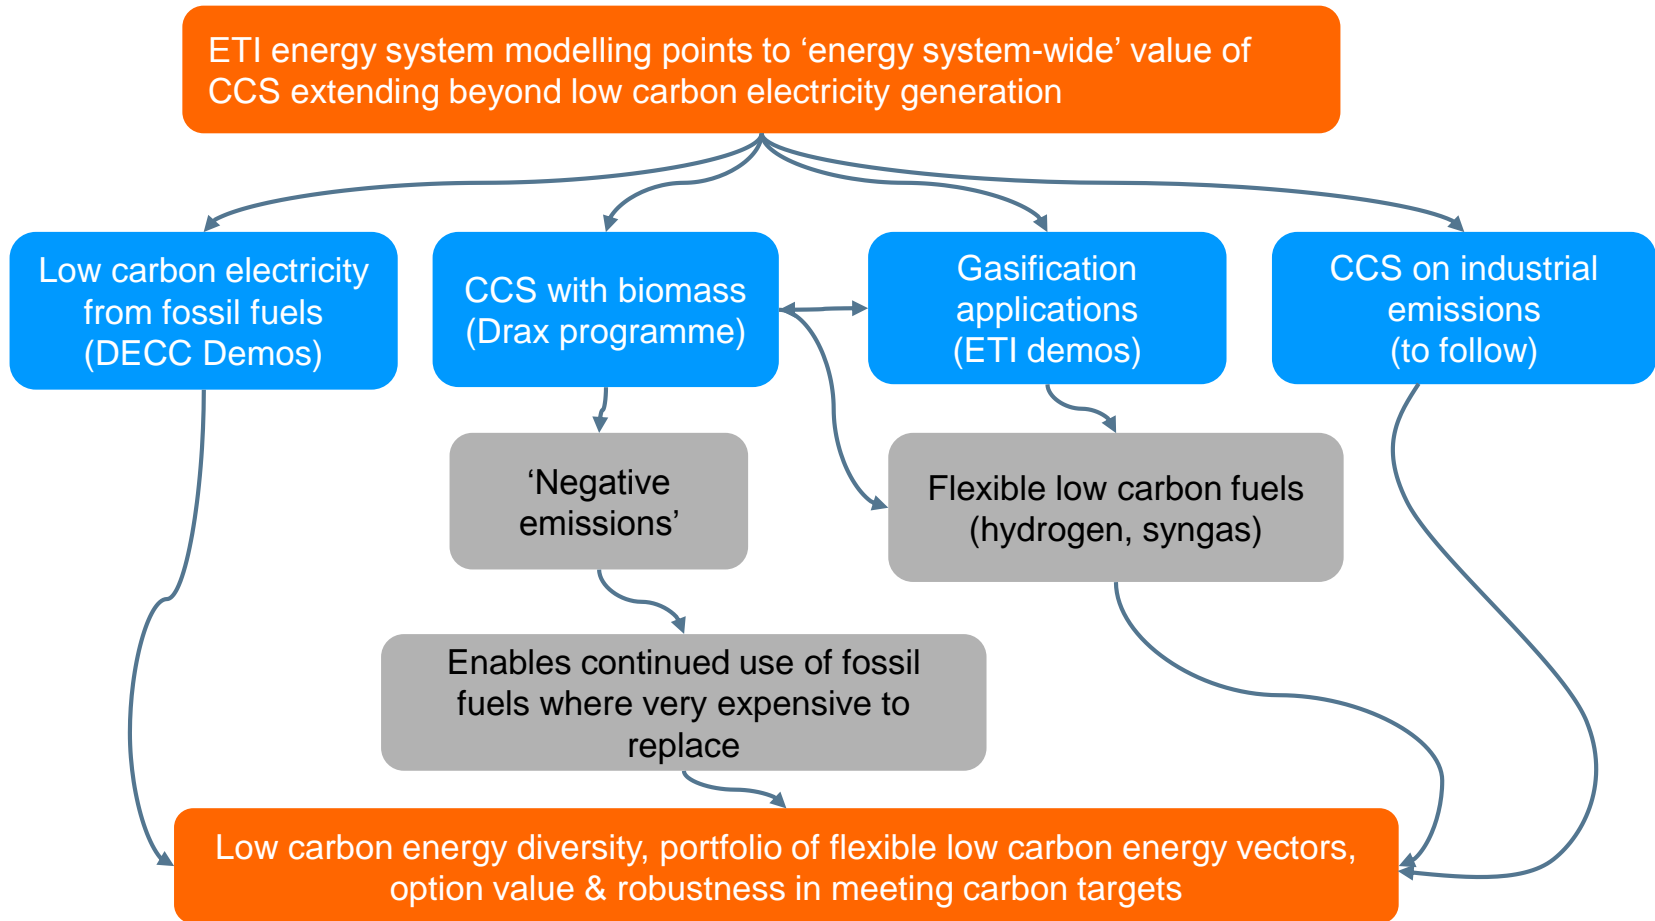 ETI energy system modelling points to ‘energy system-wide’ value of
CCS extending beyond low carbon electricity generation
Low carbon electricity
from fossil fuels
(DECC Demos)
CCS with biomass
(Drax programme)
Gasification
applications
(ETI demos)
CCS on industrial
emissions
(to follow)
‘Negative
emissions’
Flexible low carbon fuels
(hydrogen, syngas)
Enables continued use of fossil
fuels where very expensive to
replace
Low carbon energy diversity, portfolio of flexible low carbon energy vectors,
option value & robustness in meeting carbon targets